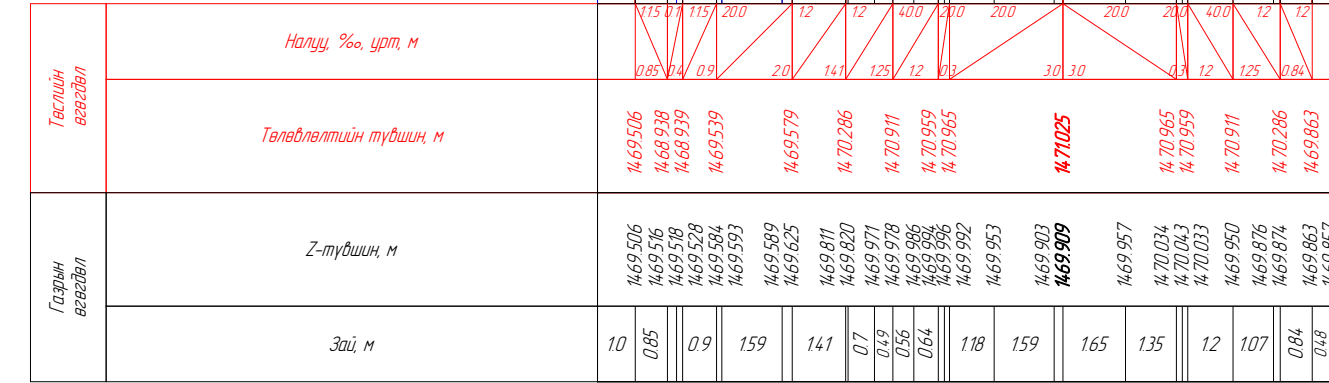 Төслийн өгөгдөл
Налуу, ‰, урт, м
1.15 0.1 1.15 20.0 1.2 1.2 40.0 20.0 20.0 20.0 20.0 40.0 1.2 1.2
0.85 0.4 0.9 2.0 1.41 1.25 1.2 0.3 3.0 3.0 0.3 1.2 1.25 0.84
Төлөвлөлтийн түвшин, м
1469.506 1468.938 1468.939 1469.539 1469.579 1470.286 1470.911 1470.959 1470.965 1471.025 1470.965 1470.959 1470.911 1470.286 1469.863
Газрын өгөгдөл
Z-түвшин, м
1469.506 1469.516 1469.518 1469.528 1469.584 1469.593 1469.589 1469.625 1469.811 1469.820 1469.971 1469.978 1469.986 1469.994 1469.996 1469.992 1469.953 1469.903 1469.909 1469.957 1470.034 1470.043 1470.033 1469.950 1469.876 1469.874 1469.863
Зай, м
1.0 0.85 0.9 1.59 1.41 0.7 0.49 0.56 0.64 1.18 1.59 1.65 1.35 1.2 1.07 0.84 0.48